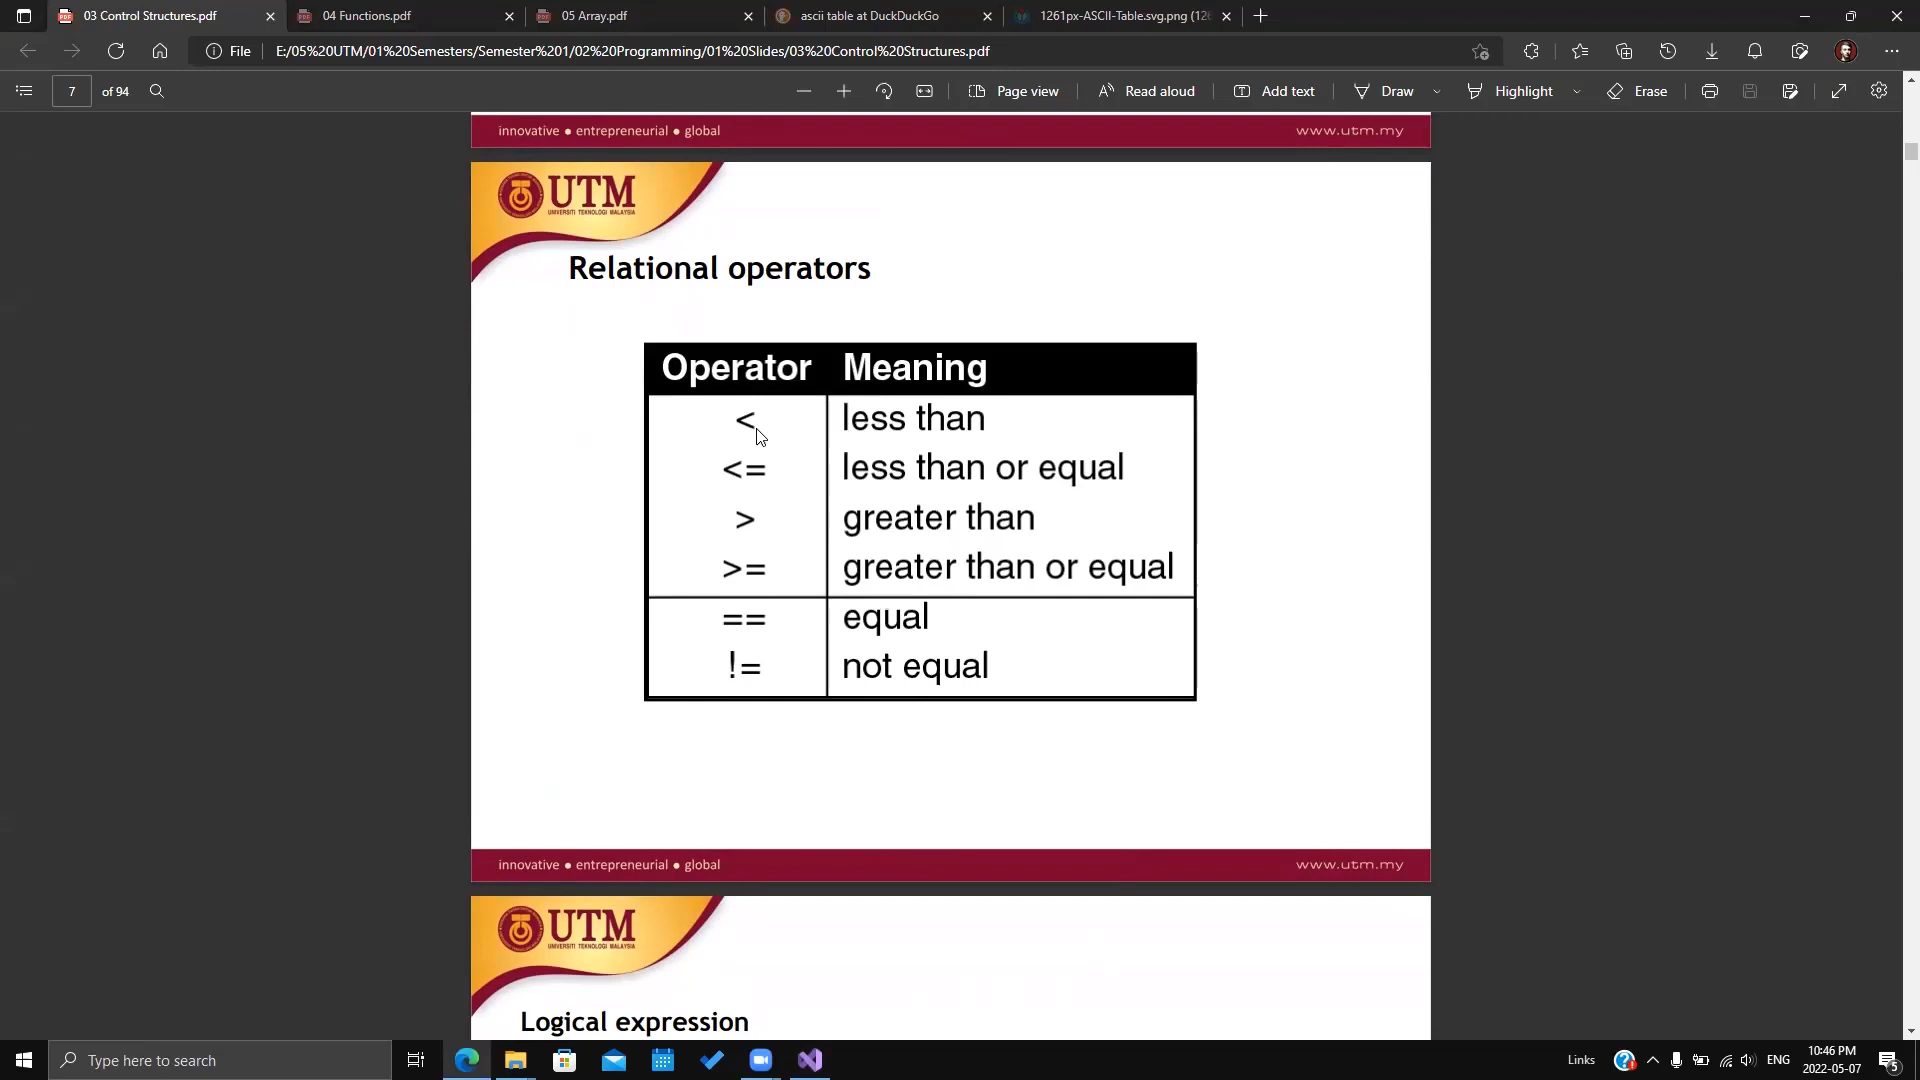 03 Control Structures.pdf
04 Functions.pdf
05 Array.pdf
ascii table at DuckDuckGo
1261px-ASCII-Table.svg.png (126
File
E:/05%20UTM/01%20Semesters/Semester%201/02%20Programming/01%20Slides/03%20Control%20Structures.pdf
7 of 94
Page view
Read aloud
Add text
Draw
Highlight
Erase
innovative ● entrepreneurial ● global
www.utm.my
UTM
UNIVERSITI TEKNOLOGI MALAYSIA
Relational operators
Operator Meaning
< less than
<= less than or equal
> greater than
>= greater than or equal
== equal
!= not equal
innovative ● entrepreneurial ● global
www.utm.my
UTM
UNIVERSITI TEKNOLOGI MALAYSIA
Logical expression
Type here to search
Links
ENG
10:46 PM
2022-05-07
5